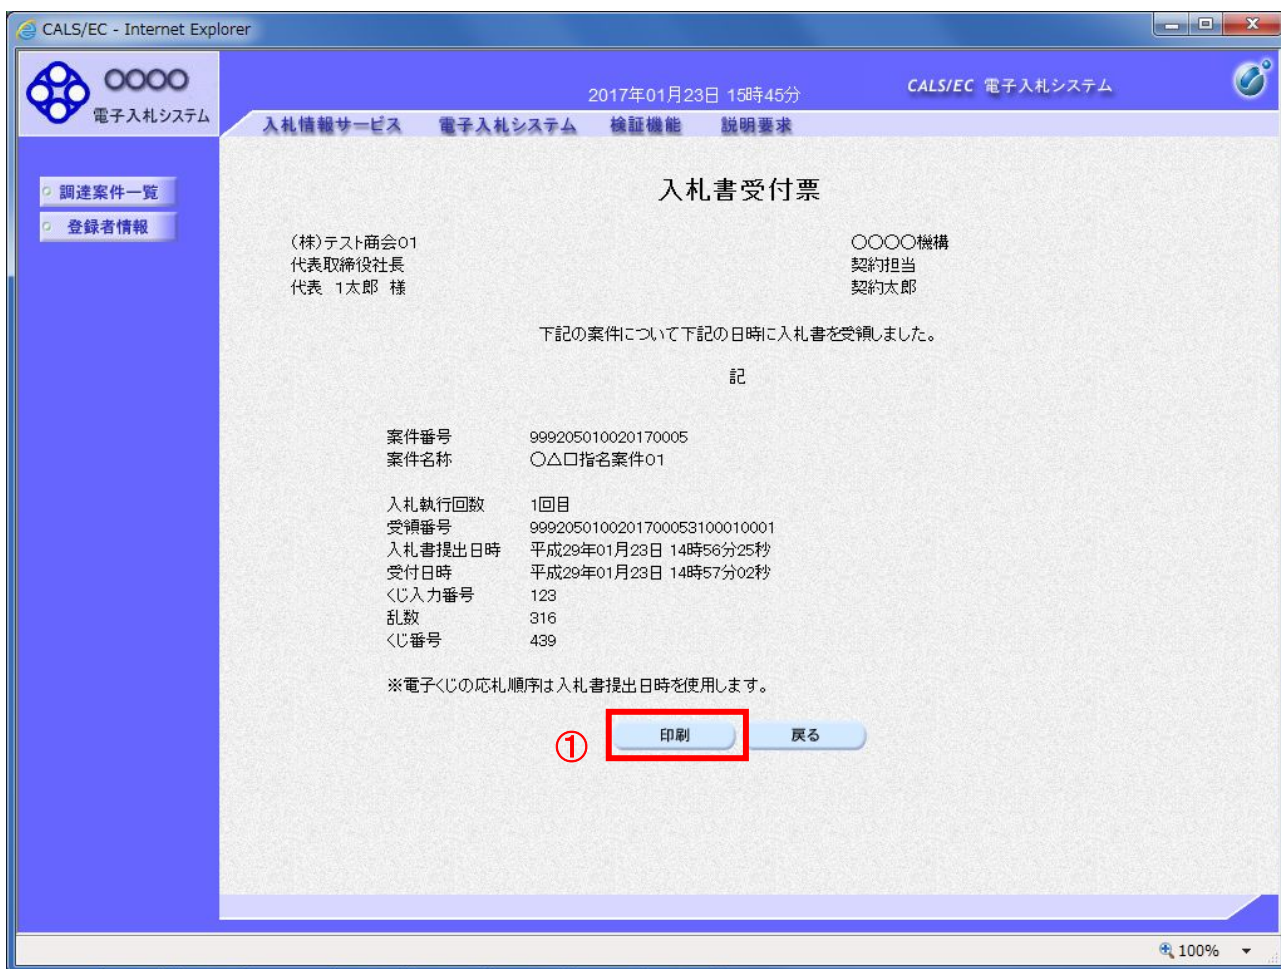 CALS/EC - Internet Explorer
OOOO
電子入札システム
2017年01月23日 15時45分
CALS/EC 電子入札システム
入札情報サービス 電子入札システム 検証機能 説明要求
調達案件一覧
登録者情報
入札書受付票
(株)テスト商会01
代表取締役社長
代表 1太郎 様
〇〇〇〇機構
契約担当
契約太郎
下記の案件について下記の日時に入札書を受領しました。
記
案件番号 999205010020170005
案件名称 〇△□指名案件01
入札執行回数 1回目
受領番号 9992050100201700053100010001
入札書提出日時 平成29年01月23日 14時56分25秒
受付日時 平成29年01月23日 14時57分02秒
くじ入力番号 123
乱数 316
くじ番号 439
※電子くじの応札順序は入札書提出日時を使用します。
① 印刷 戻る
100%